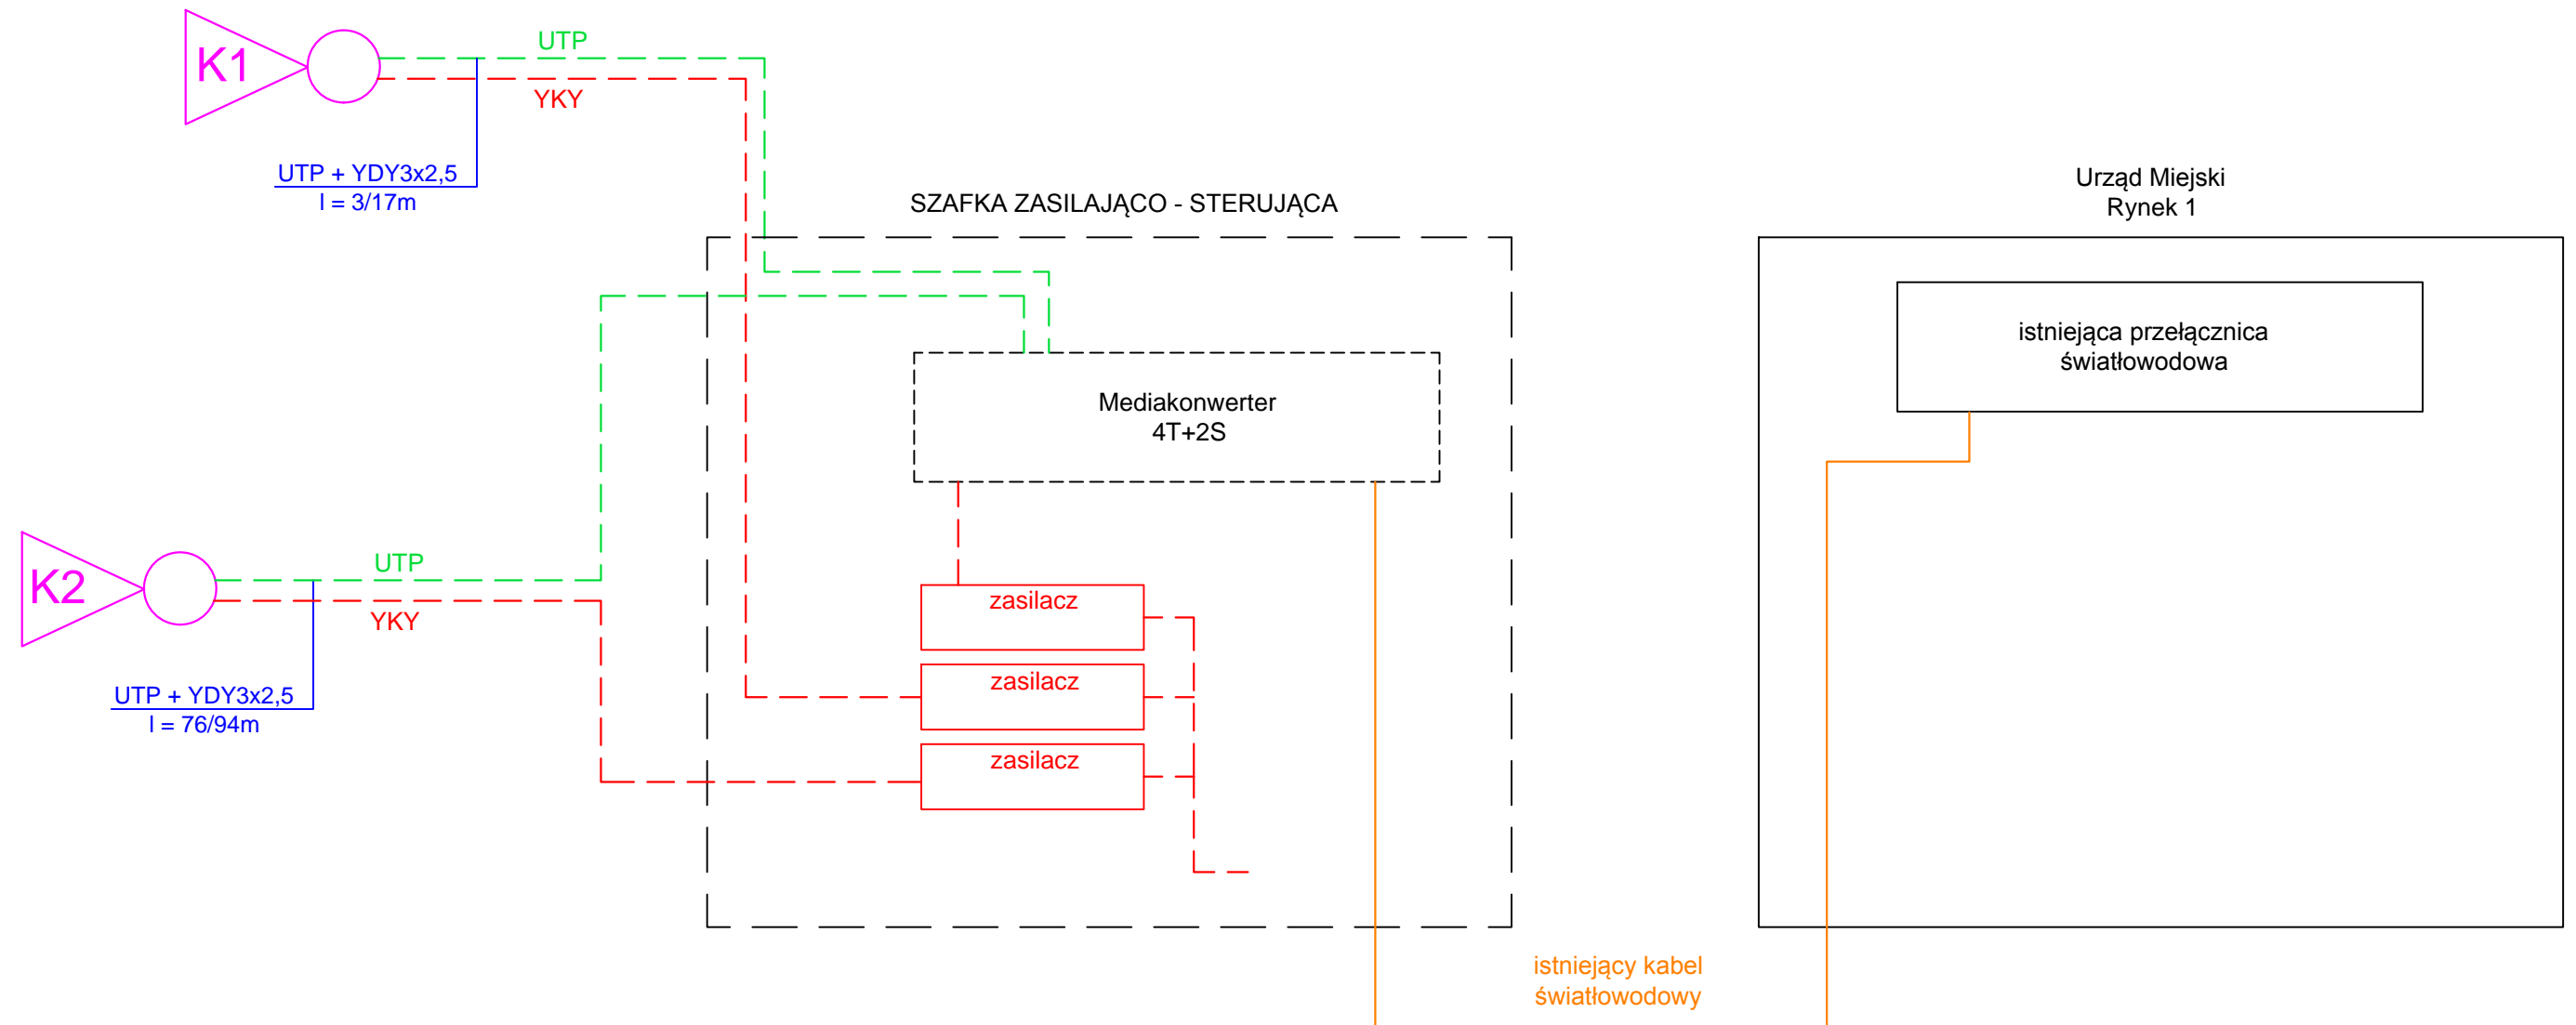 K1
UTP
YKY
UTP + YDY3x2,5
l = 3/17m
SZAFKA ZASILAJĄCO - STERUJĄCA
Urząd Miejski
Rynek 1
istniejąca przełącznica
światłowodowa
Mediakonwerter
4T+2S
K2
UTP
YKY
UTP + YDY3x2,5
l = 76/94m
zasilacz
zasilacz
zasilacz
istniejący kabel
światłowodowy